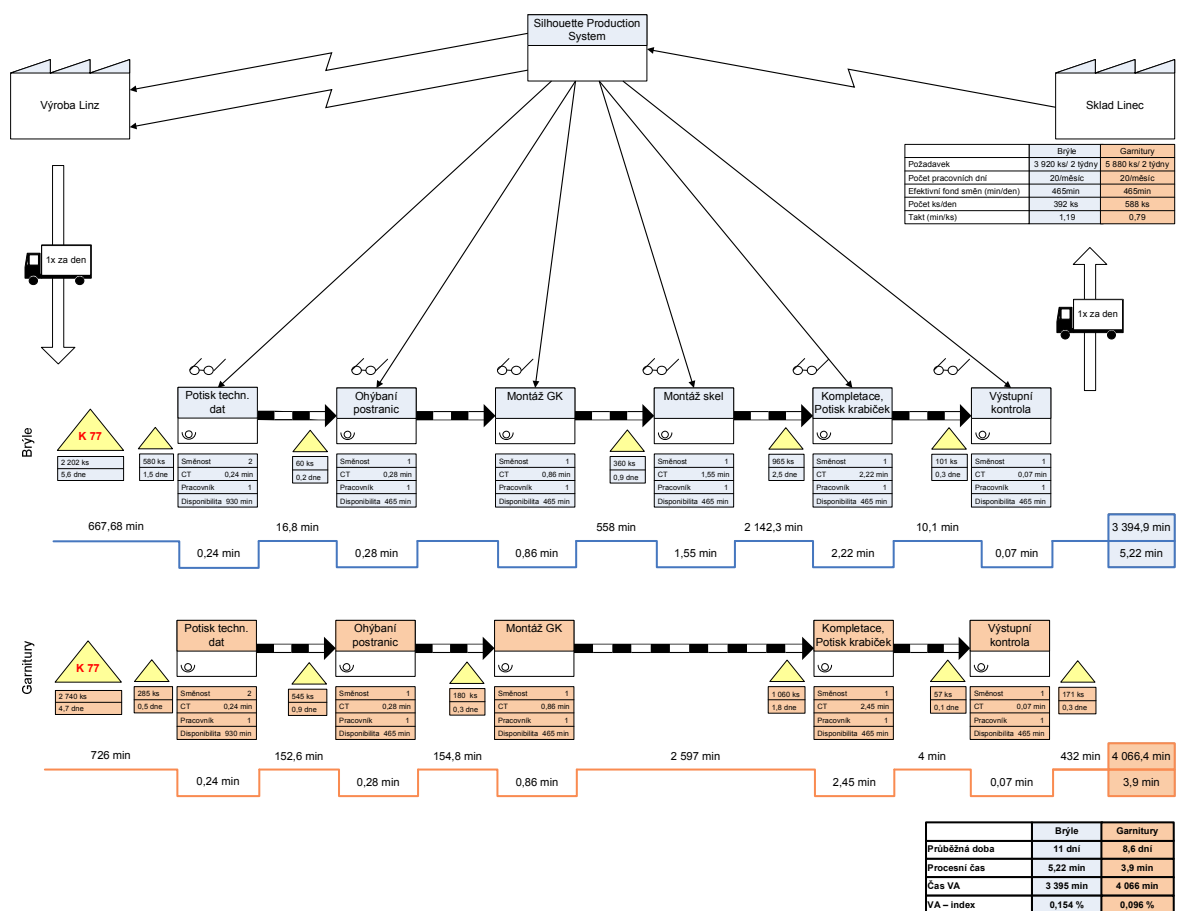 Silhouette Production
System
Výroba Linz
Sklad Linec
Brýle Garnitury
Požadavek 3 920 ks/ 2 týdny 5 880 ks/ 2 týdny
Počet pracovních dní 20/měsíc 20/měsíc
Efektivní fond směn (min/den) 465min 465min
Počet ks/den 392 ks 588 ks
Takt (min/ks) 1,19 0,79
1x za den
1x za den
Brýle
Potisk techn.
dat
Ohýbaní
postranic
Montáž GK
Montáž skel
Kompletace,
Potisk krabiček
Výstupní
kontrola
K 77
2 202 ks
5,6 dne
580 ks
1,5 dne
Směnost 2
CT 0,24 min
Pracovník 1
Disponibilita 930 min
60 ks
0,2 dne
Směnost 1
CT 0,28 min
Pracovník 1
Disponibilita 465 min
Směnost 1
CT 0,86 min
Pracovník 1
Disponibilita 465 min
360 ks
0,9 dne
Směnost 1
CT 1,55 min
Pracovník 1
Disponibilita 465 min
965 ks
2,5 dne
Směnost 1
CT 2,22 min
Pracovník 1
Disponibilita 465 min
101 ks
0,3 dne
Směnost 1
CT 0,07 min
Pracovník 1
Disponibilita 465 min
667,68 min 16,8 min 558 min 2 142,3 min 10,1 min 3 394,9 min
0,24 min 0,28 min 0,86 min 1,55 min 2,22 min 0,07 min 5,22 min
Garnitury
Potisk techn.
dat
Ohýbaní
postranic
Montáž GK
Kompletace,
Potisk krabiček
Výstupní
kontrola
K 77
2 740 ks
4,7 dne
285 ks
0,5 dne
Směnost 2
CT 0,24 min
Pracovník 1
Disponibilita 930 min
545 ks
0,9 dne
Směnost 1
CT 0,28 min
Pracovník 1
Disponibilita 465 min
180 ks
0,3 dne
Směnost 1
CT 0,86 min
Pracovník 1
Disponibilita 465 min
1 060 ks
1,8 dne
Směnost 1
CT 2,45 min
Pracovník 1
Disponibilita 465 min
57 ks
0,1 dne
Směnost 1
CT 0,07 min
Pracovník 1
Disponibilita 465 min
171 ks
0,3 dne
726 min 152,6 min 154,8 min 2 597 min 4 min 432 min 4 066,4 min
0,24 min 0,28 min 0,86 min 2,45 min 0,07 min 3,9 min
Brýle Garnitury
Průběžná doba 11 dní 8,6 dní
Procesní čas 5,22 min 3,9 min
Čas VA 3 395 min 4 066 min
VA – index 0,154 % 0,096 %